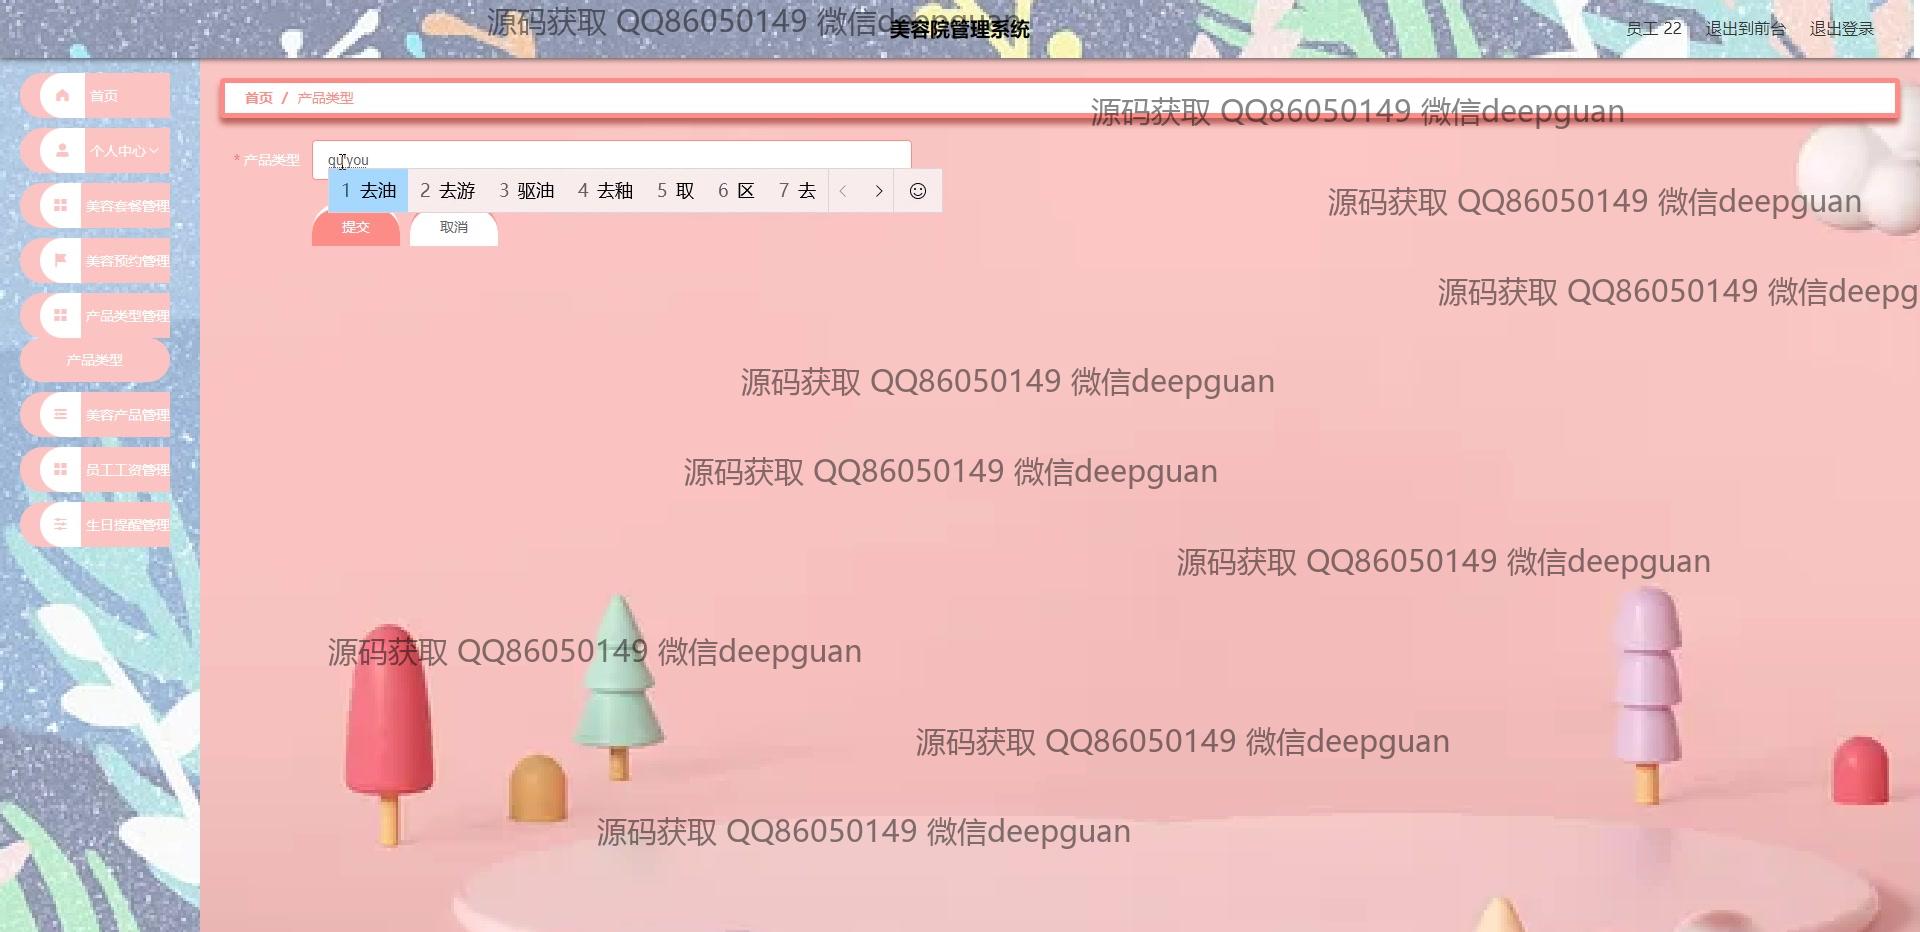 源码获取 QQ86050149 微信deepguan
美容院管理系统
员工 22 退出到前台 退出登录
首页
首页 / 产品类型
源码获取 QQ86050149 微信deepguan
个人中心
* 产品类型
qu'you
1 去油 2 去游 3 驱油 4 去釉 5 取 6 区 7 去
美容套餐管理
源码获取 QQ86050149 微信deepguan
提交 取消
美容预约管理
源码获取 QQ86050149 微信deepg
产品类型管理
产品类型
源码获取 QQ86050149 微信deepguan
美容产品管理
员工工资管理
源码获取 QQ86050149 微信deepguan
生日提醒管理
源码获取 QQ86050149 微信deepguan
源码获取 QQ86050149 微信deepguan
源码获取 QQ86050149 微信deepguan
源码获取 QQ86050149 微信deepguan